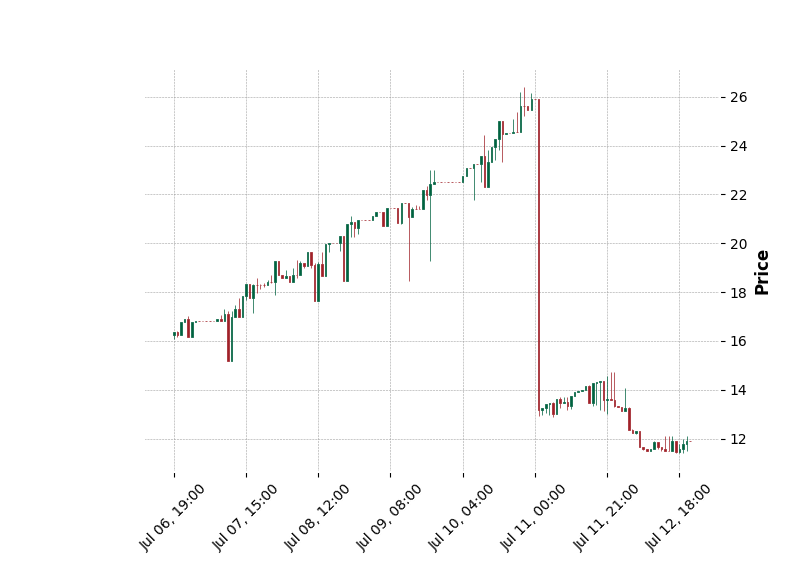 26
24
22
20
18
16
14
12
Price
Jul 06, 19:00
Jul 07, 15:00
Jul 08, 12:00
Jul 09, 08:00
Jul 10, 04:00
Jul 11, 00:00
Jul 11, 21:00
Jul 12, 18:00